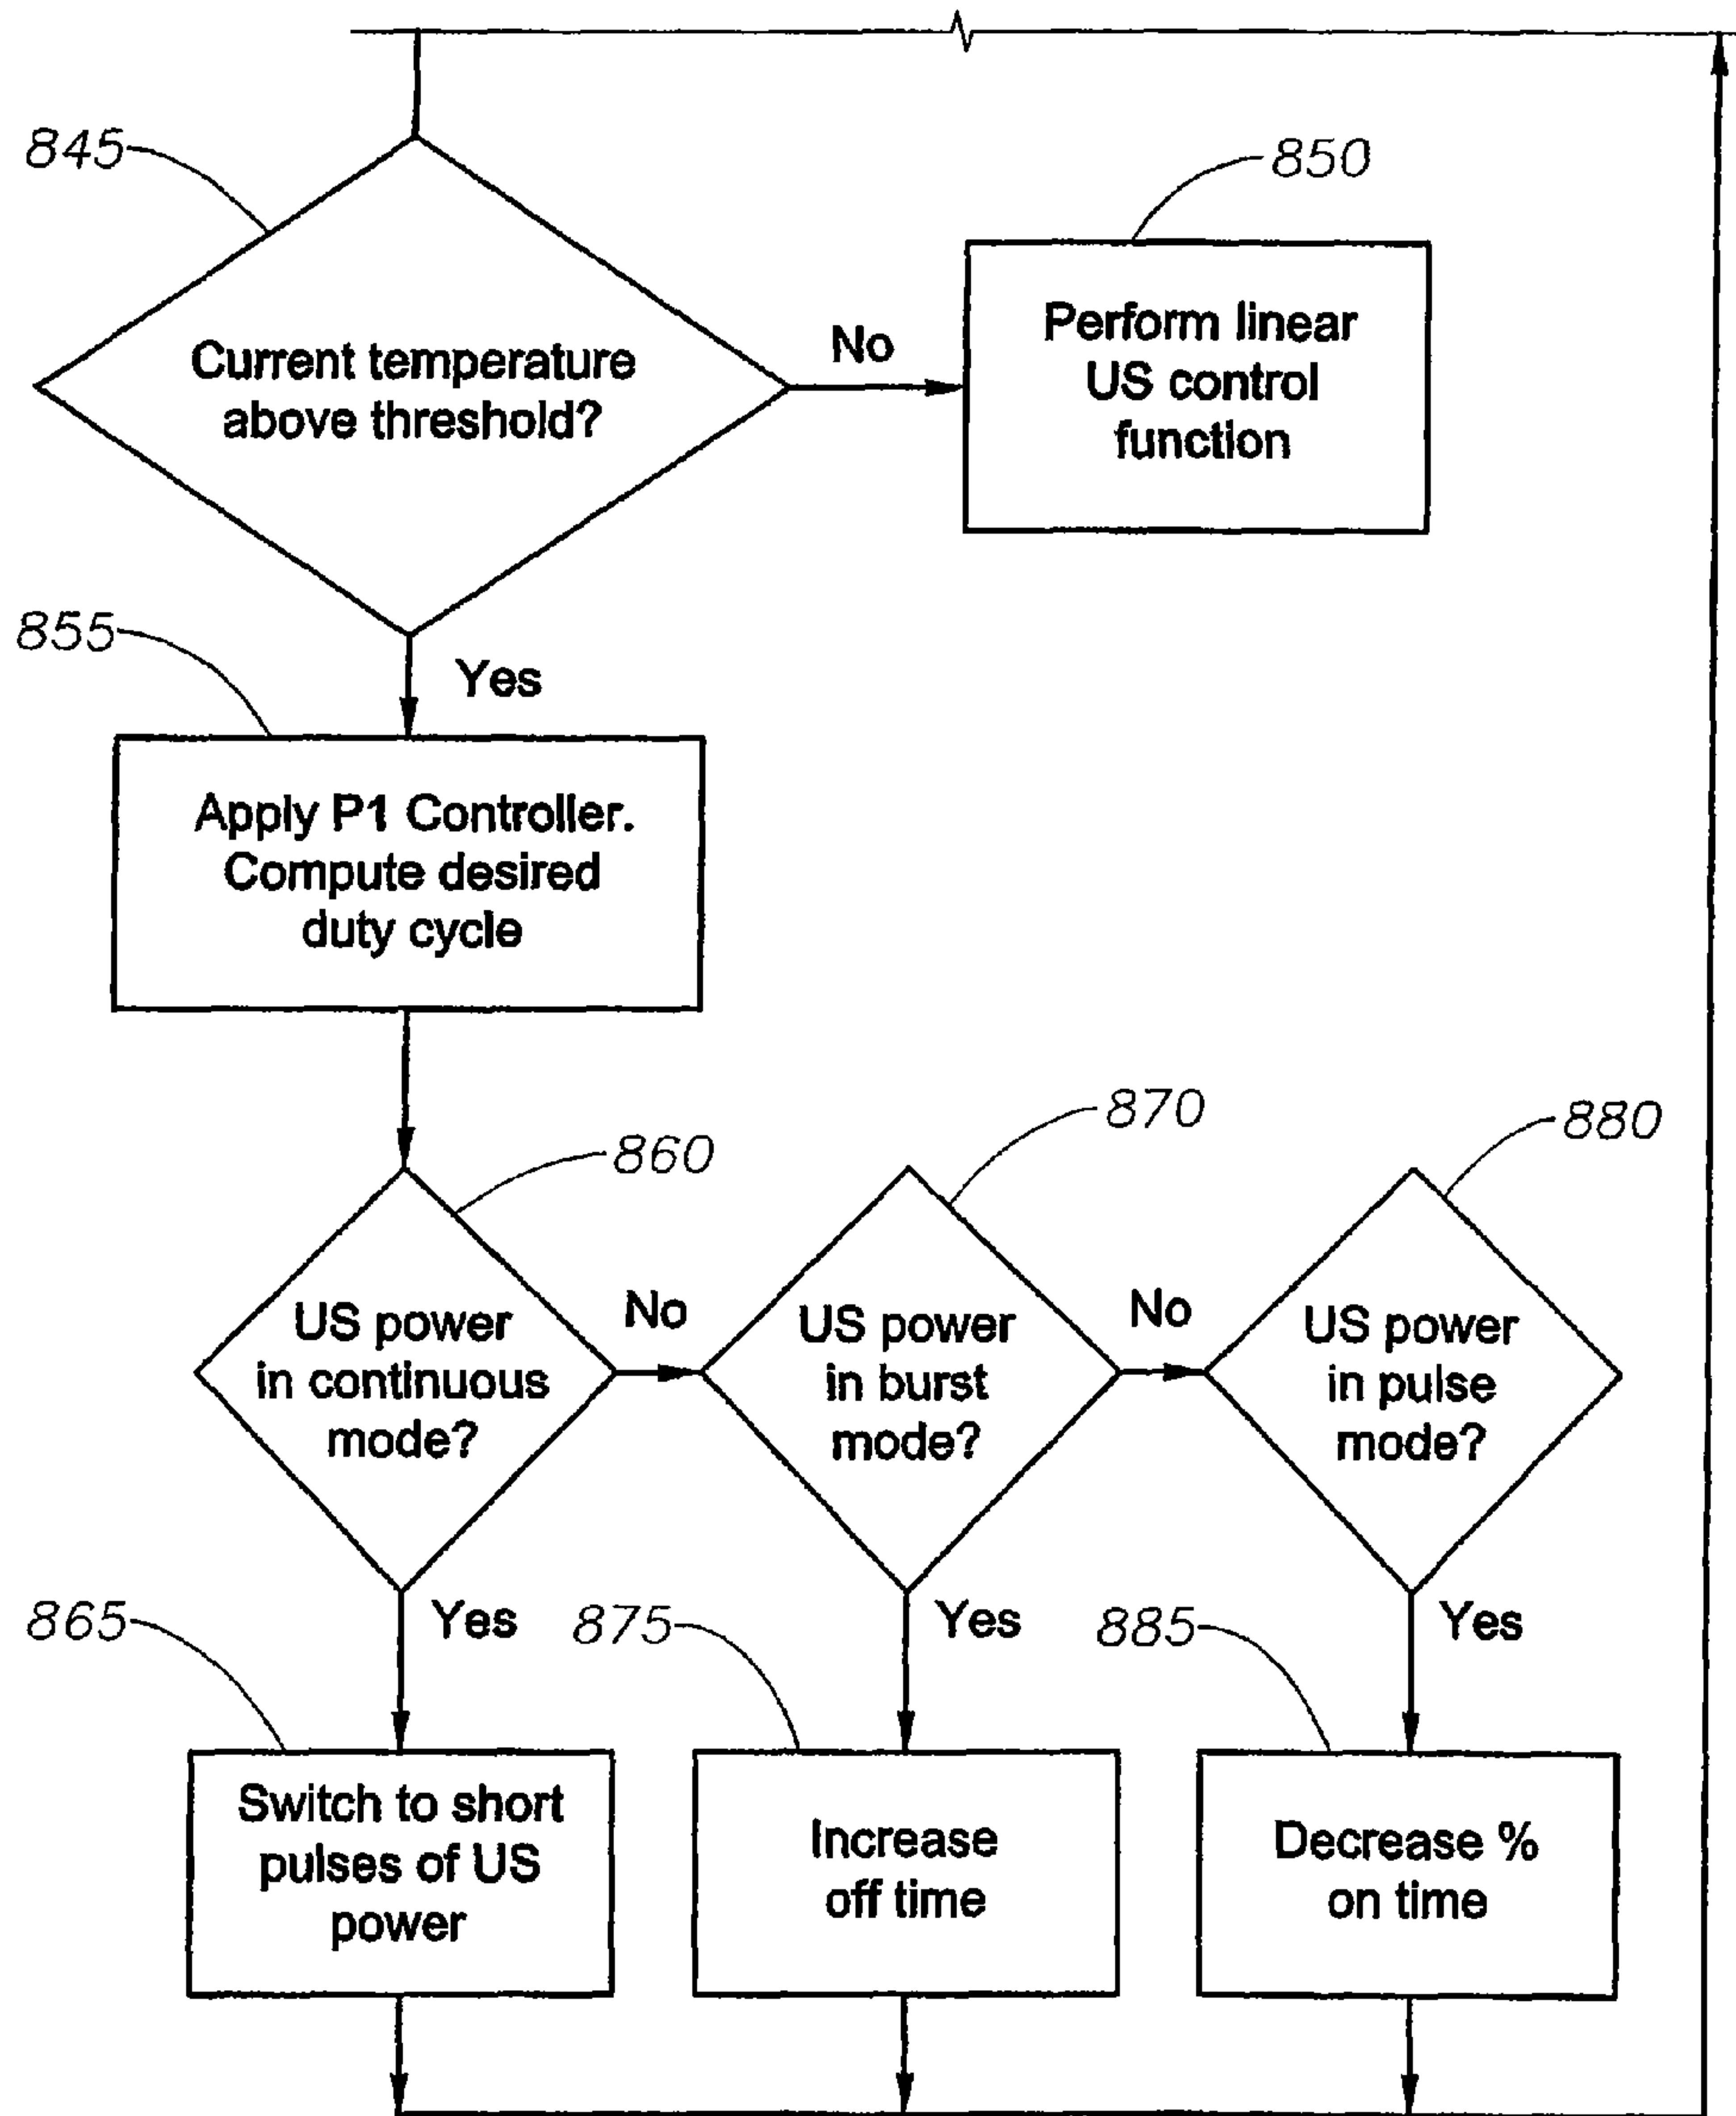 845
850
Current temperature
above threshold?
No
Perform linear
US control
function
855
Yes
Apply P1 Controller.
Compute desired
duty cycle
860
870
880
US power
in continuous
mode?
No
US power
in burst
mode?
No
US power
in pulse
mode?
865
Yes
875
Yes
885
Yes
Switch to short
pulses of US
power
Increase
off time
Decrease %
on time